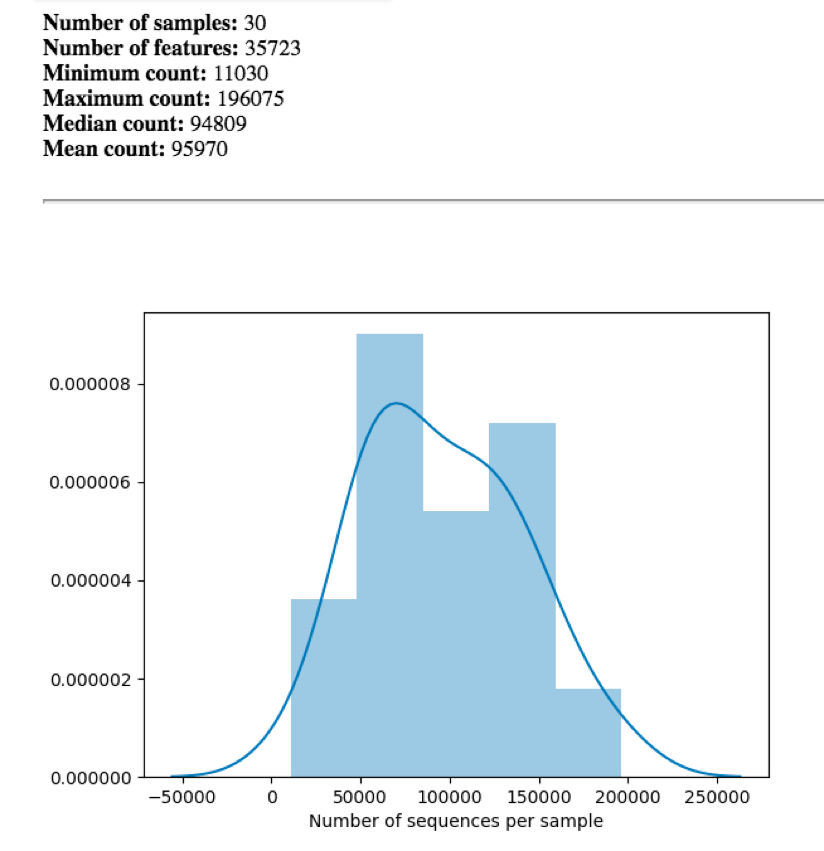 Number of samples: 30
Number of features: 35723
Minimum count: 11030
Maximum count: 196075
Median count: 94809
Mean count: 95970
0.000008
0.000006
0.000004
0.000002
0.000000
−50000 0 50000 100000 150000 200000 250000
Number of sequences per sample